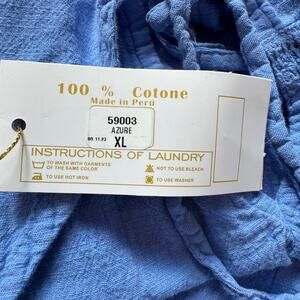 100 % Cotone
Made in Perú
59003
AZURE
XL
INSTRUCTIONS OF LAUNDRY
TO WASH WITH GARMENTS
OF THE SAME COLOR
NOT TO USE BLEACH
TO USE HOT IRON
TO USE WASHER